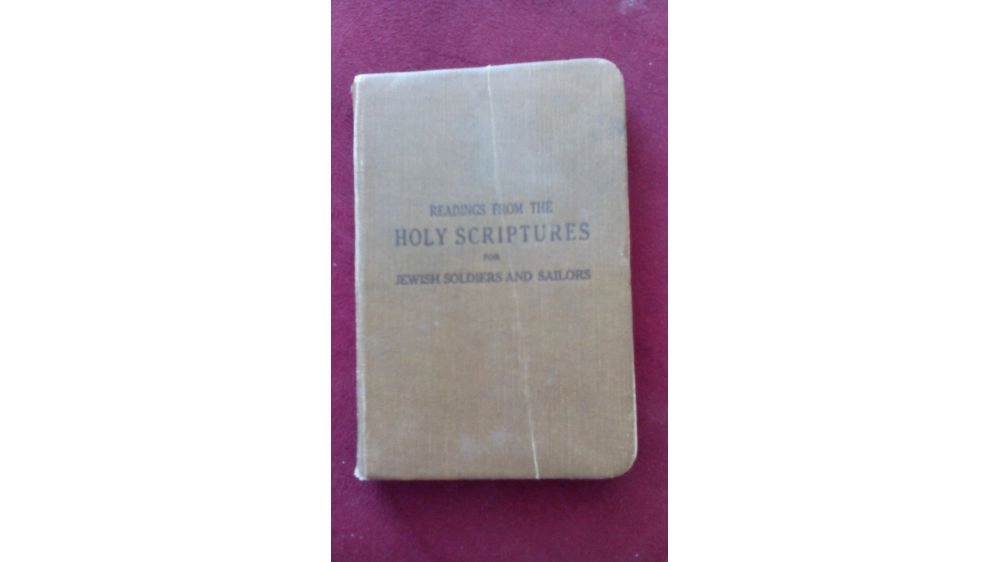 READINGS FROM THE
HOLY SCRIPTURES
FOR
JEWISH SOLDIERS AND SAILORS